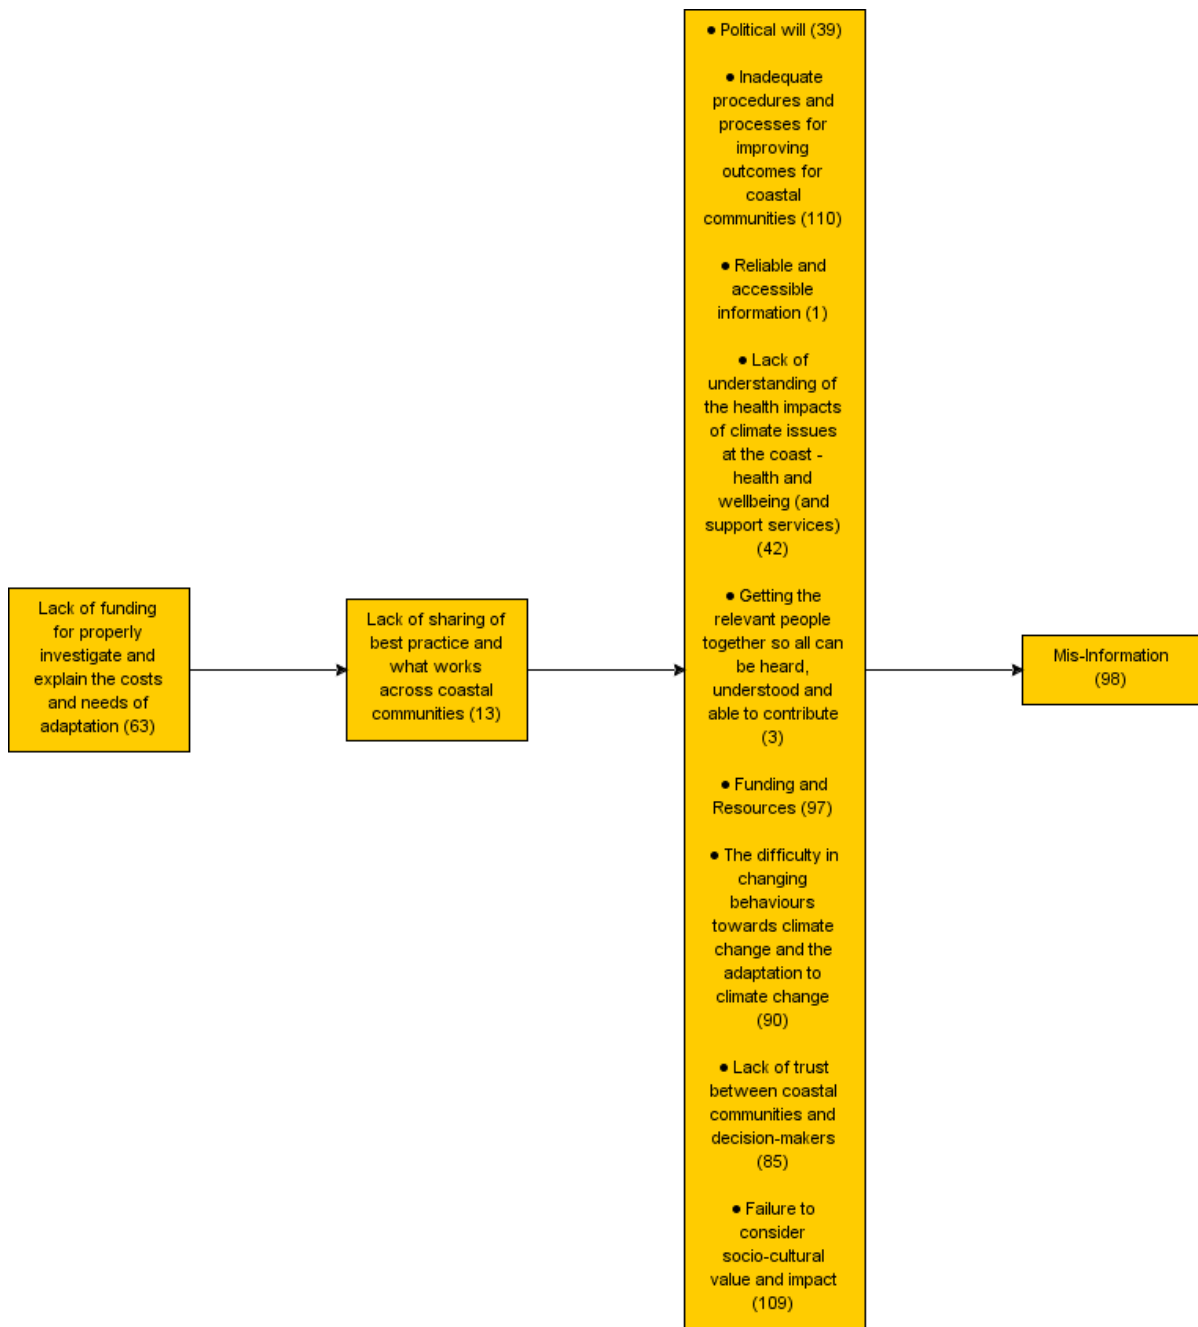 Lack of funding
for properly
investigate and
explain the costs
and needs of
adaptation (63)
Lack of sharing of
best practice and
what works
across coastal
communities (13)
● Political will (39)
● Inadequate
procedures and
processes for
improving
outcomes for
coastal
communities (110)
● Reliable and
accessible
information (1)
● Lack of
understanding of
the health impacts
of climate issues
at the coast -
health and
wellbeing (and
support services)
(42)
● Getting the
relevant people
together so all can
be heard,
understood and
able to contribute
(3)
● Funding and
Resources (97)
● The difficulty in
changing
behaviours
towards climate
change and the
adaptation to
climate change
(90)
● Lack of trust
between coastal
communities and
decision-makers
(85)
● Failure to
consider
socio-cultural
value and impact
(109)
Mis-Information
(98)